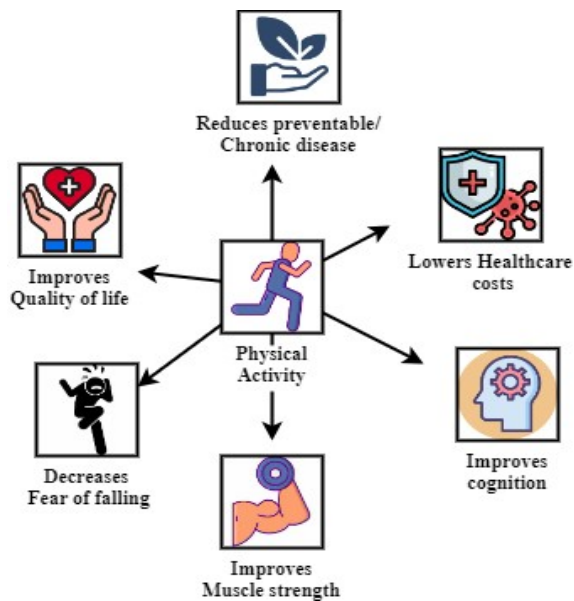 Reduces preventable/
Chronic disease
Improves
Quality of life
Lowers Healthcare
costs
Physical
Activity
Decreases
Fear of falling
Improves
cognition
Improves
Muscle strength